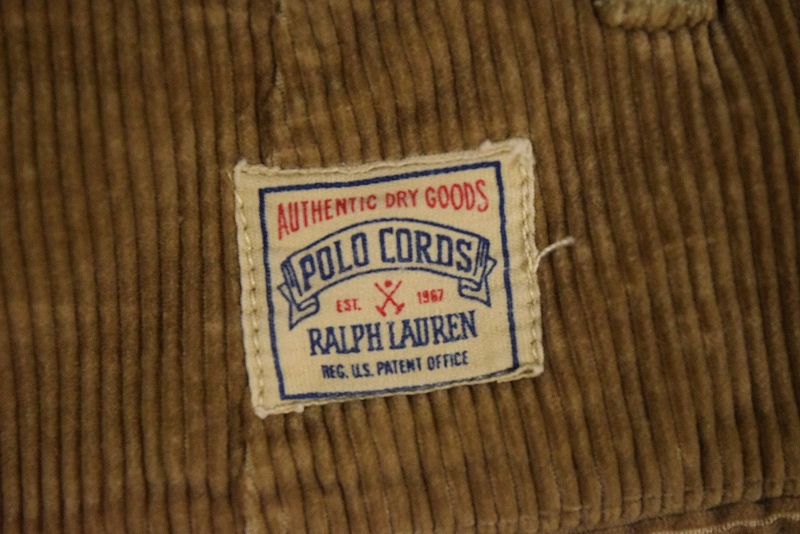 AUTHENTIC DRY GOODS
POLO CORDS
EST. 1967
RALPH LAUREN
REG. U.S. PATENT OFFICE